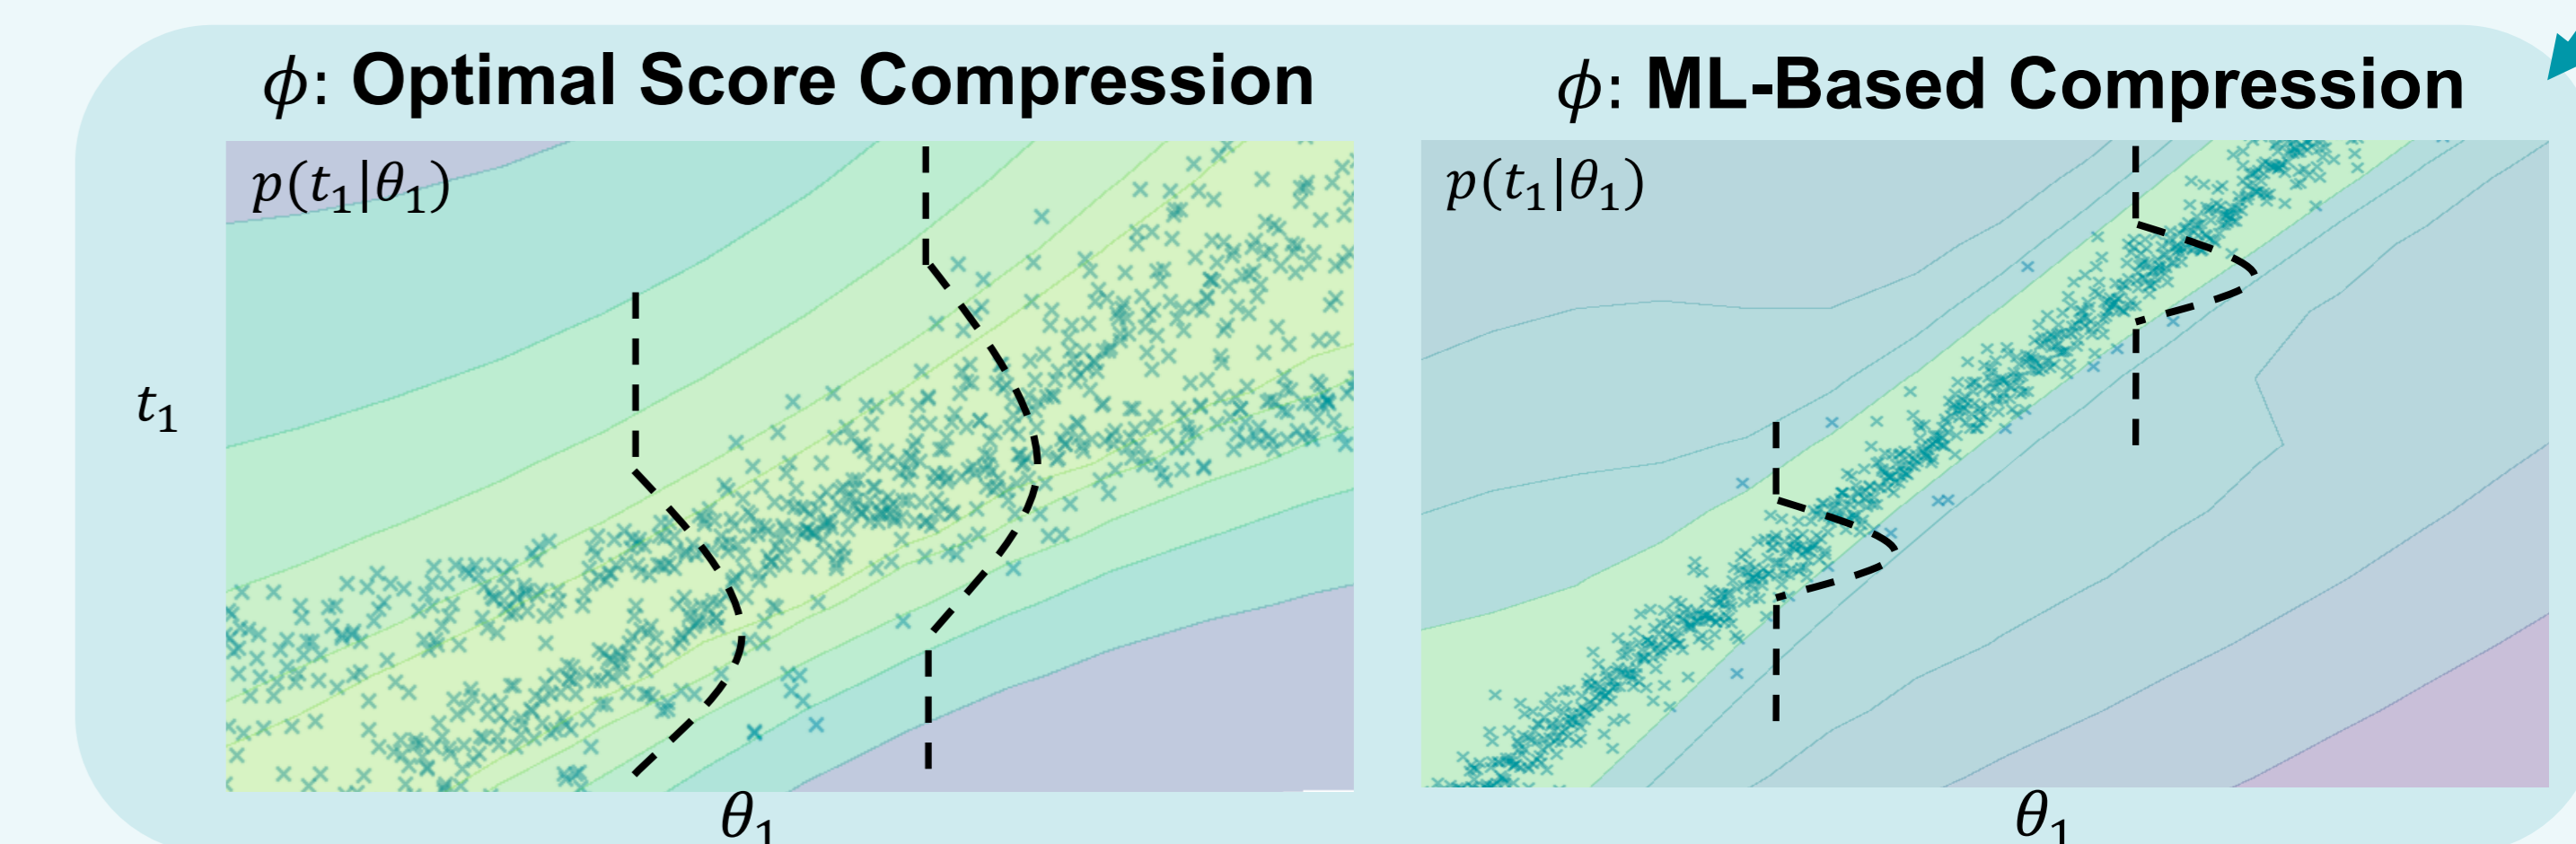 ϕ: Optimal Score Compression
p(t₁|θ₁)
t₁
θ₁
ϕ: ML-Based Compression
p(t₁|θ₁)
θ₁